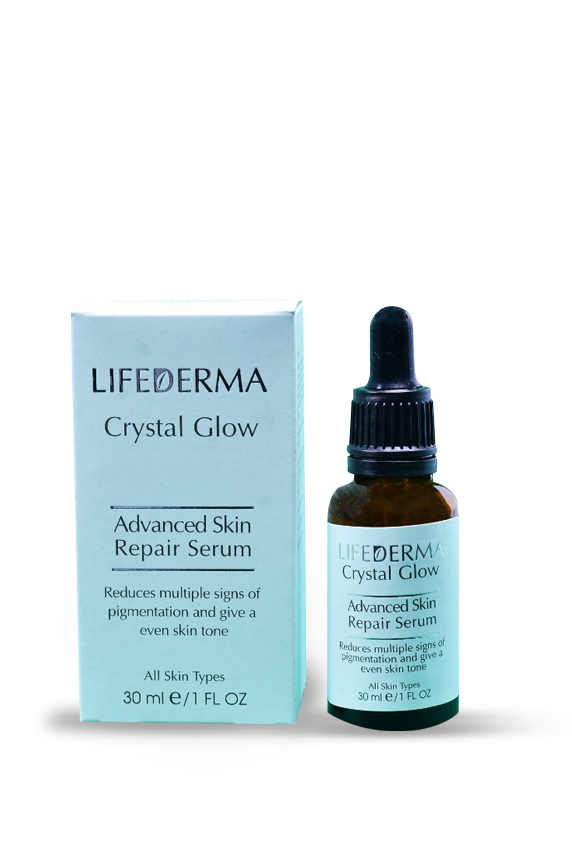 LIFEDERMA
Crystal Glow
Advanced Skin
Repair Serum
Reduces multiple signs of
pigmentation and give a
even skin tone
All Skin Types
30 ml e/1 FL OZ
LIFEDERMA
Crystal Glow
Advanced Skin
Repair Serum
Reduces multiple signs of
pigmentation and give a
even skin tone
All Skin Types
30 ml e/1 FL OZ